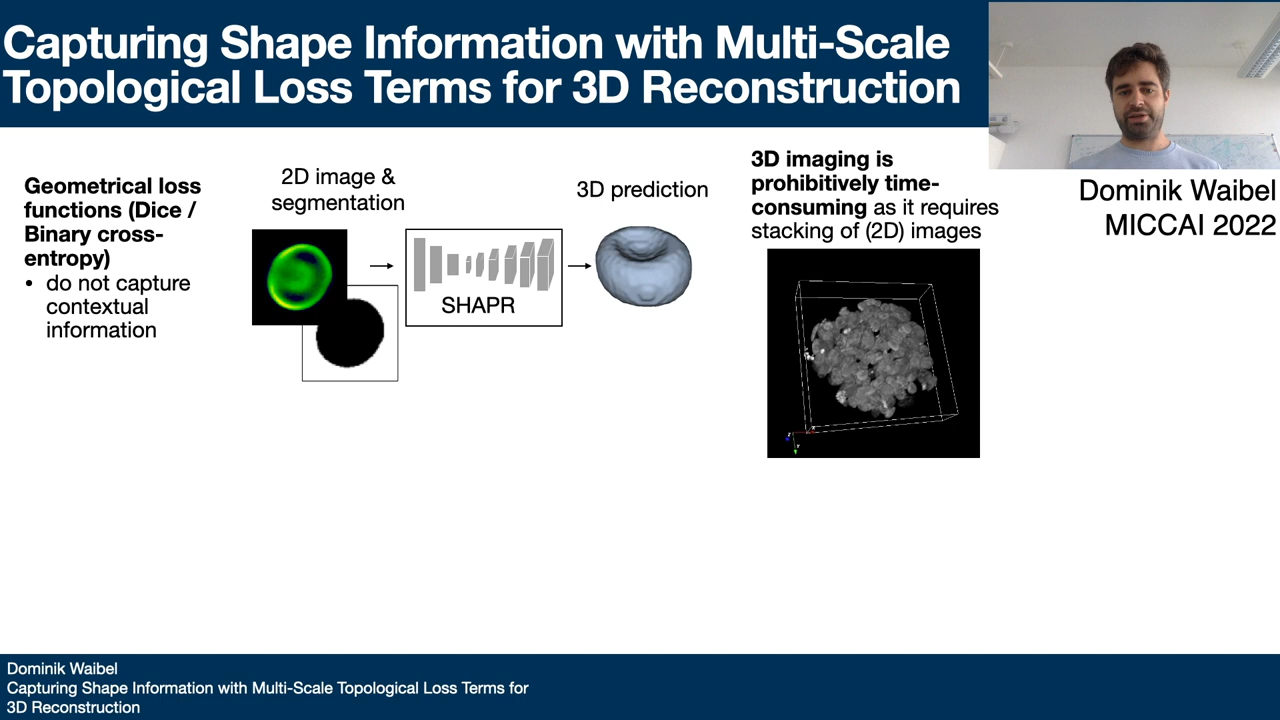 Capturing Shape Information with Multi-Scale
Topological Loss Terms for 3D Reconstruction
Geometrical loss
functions (Dice /
Binary cross-
entropy)
• do not capture
contextual
information
2D image &
segmentation
SHAPR
3D prediction
3D imaging is
prohibitively time-
consuming as it requires
stacking of (2D) images
Dominik Waibel
MICCAI 2022
Dominik Waibel
Capturing Shape Information with Multi-Scale Topological Loss Terms for
3D Reconstruction